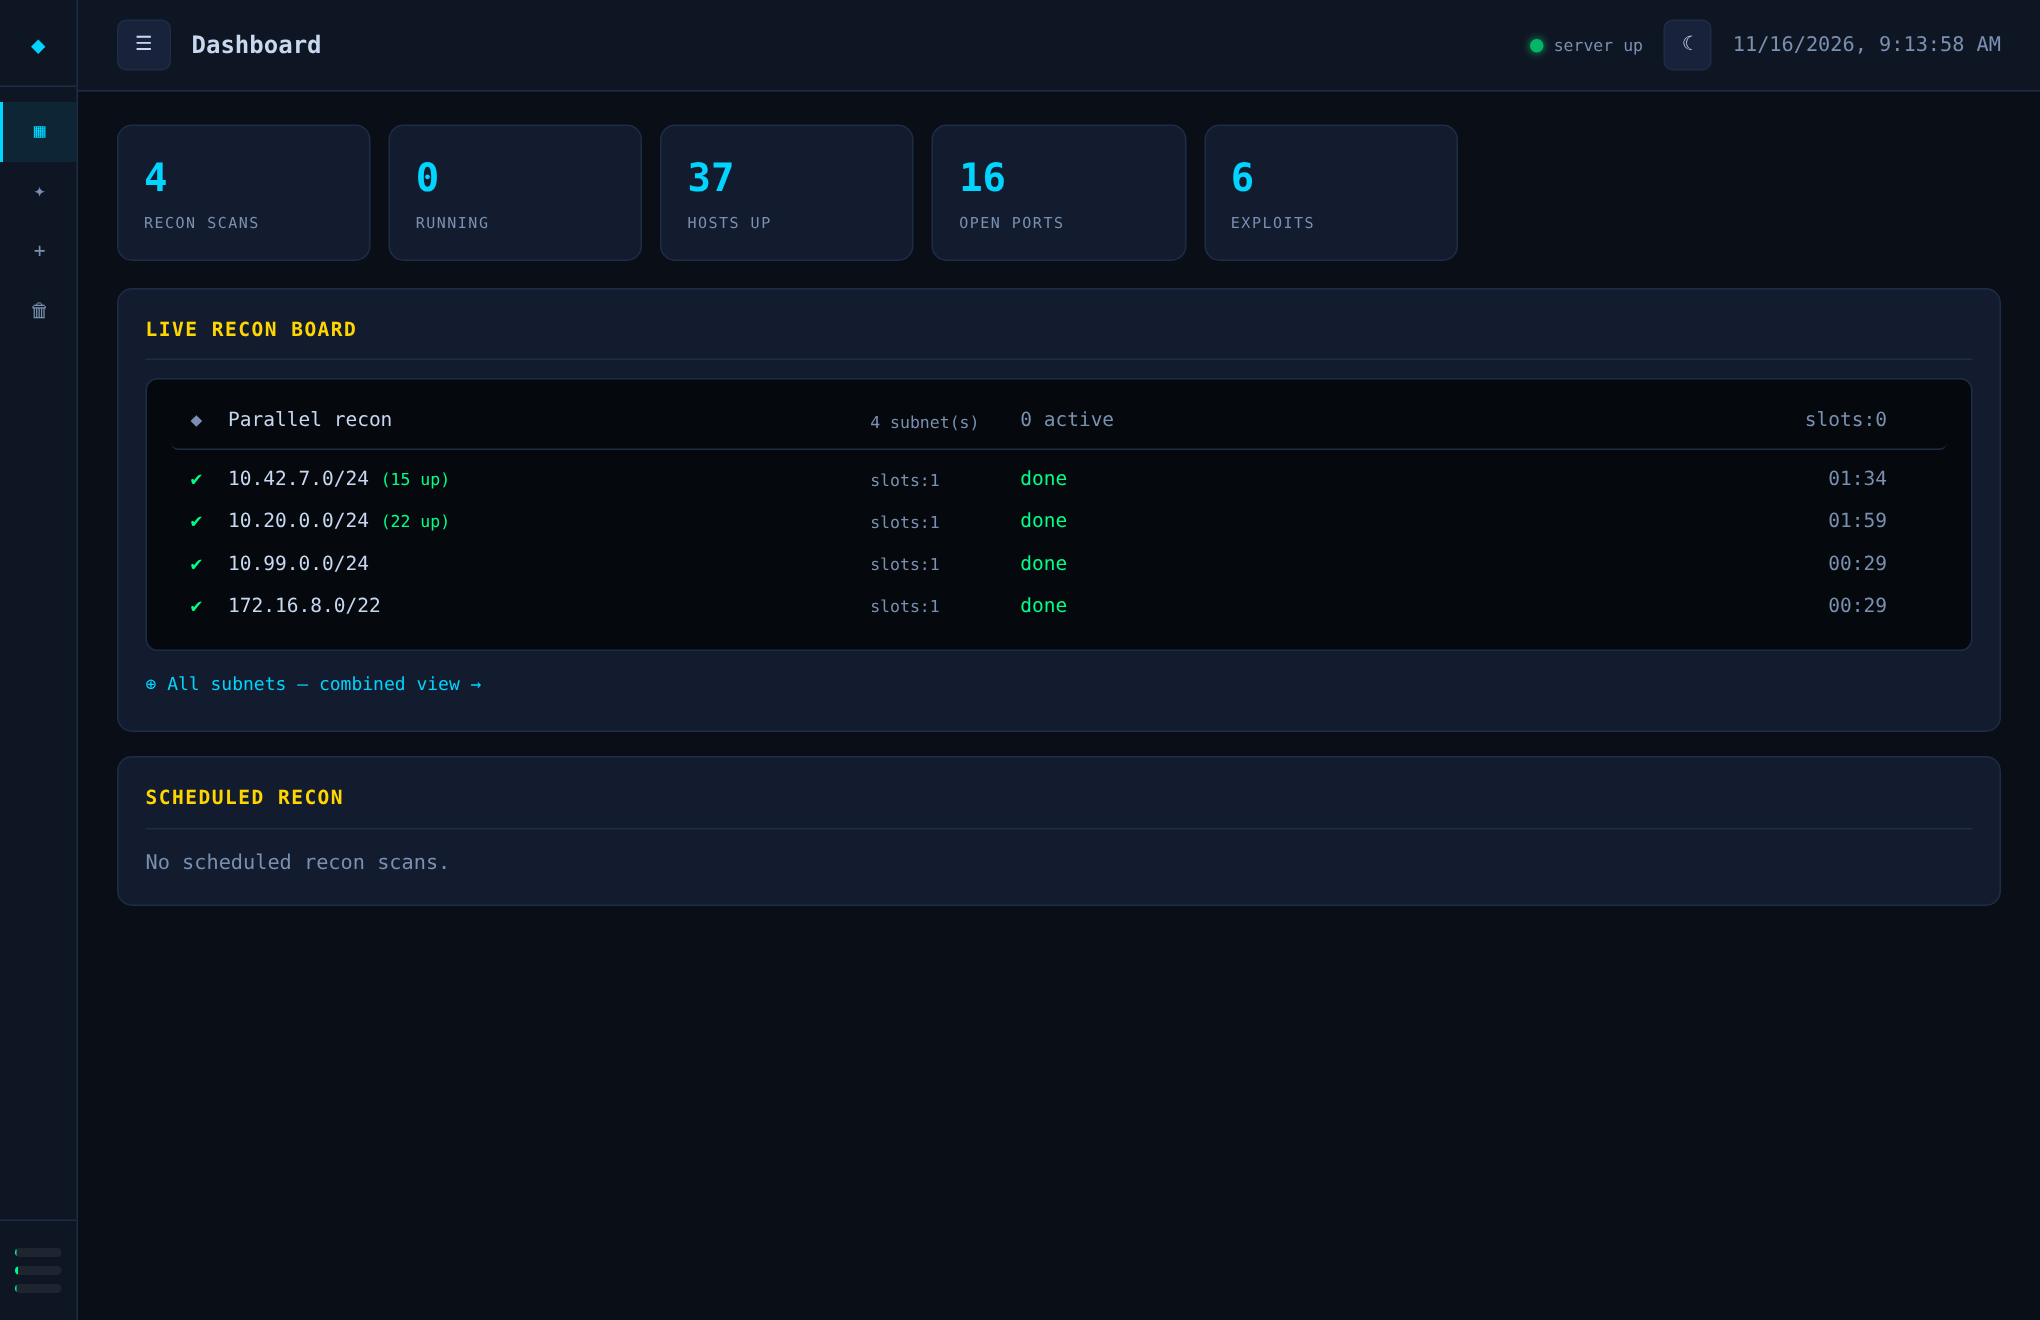 Dashboard
server up
11/16/2026, 9:13:58 AM
4
RECON SCANS
0
RUNNING
37
HOSTS UP
16
OPEN PORTS
6
EXPLOITS
LIVE RECON BOARD
◆ Parallel recon 4 subnet(s) 0 active slots:0
✔ 10.42.7.0/24 (15 up) slots:1 done 01:34
✔ 10.20.0.0/24 (22 up) slots:1 done 01:59
✔ 10.99.0.0/24 slots:1 done 00:29
✔ 172.16.8.0/22 slots:1 done 00:29
⊕ All subnets — combined view →
SCHEDULED RECON
No scheduled recon scans.